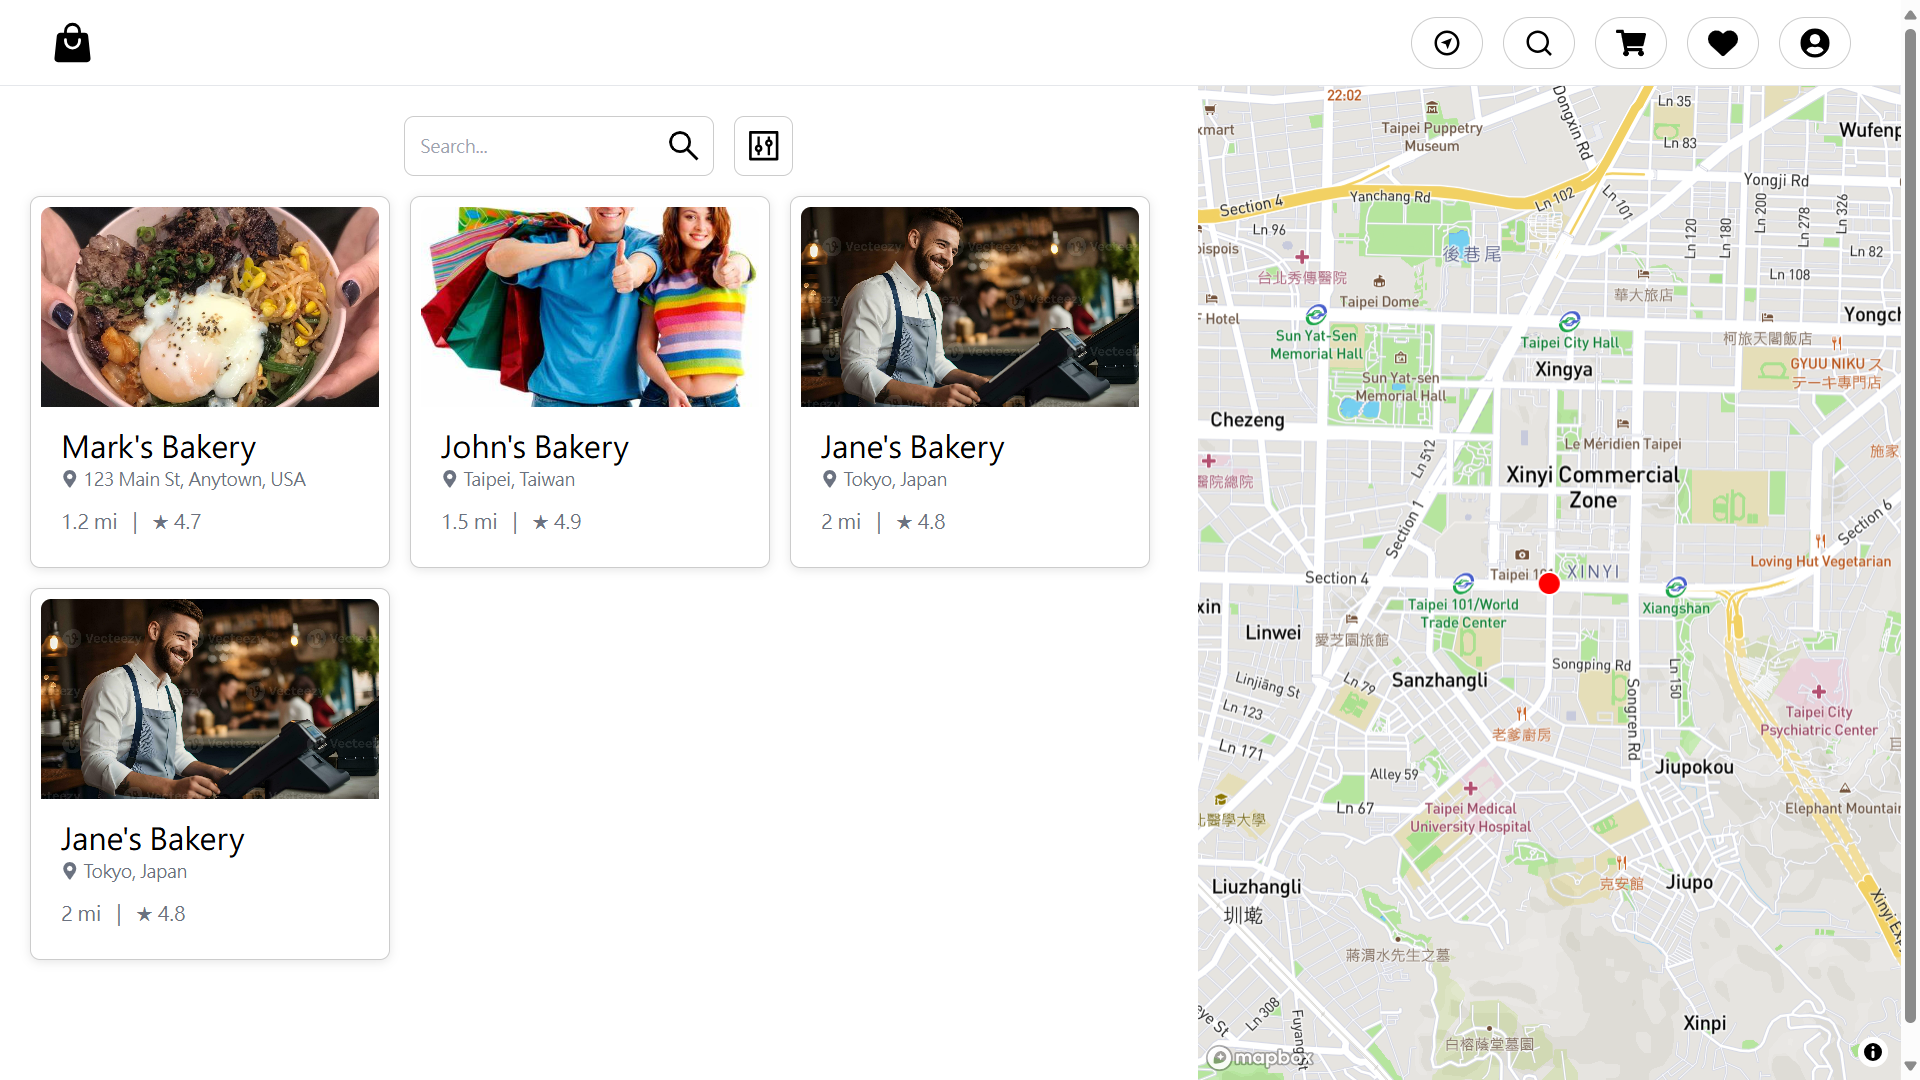 Search...
Mark's Bakery
123 Main St, Anytown, USA
1.2 mi | ★ 4.7
John's Bakery
Taipei, Taiwan
1.5 mi | ★ 4.9
Jane's Bakery
Tokyo, Japan
2 mi | ★ 4.8
Jane's Bakery
Tokyo, Japan
2 mi | ★ 4.8
Vecteezy
Vecteezy
22:02
Dongxin Rd
Ln 35
xmart
Taipei Puppetry
Museum
Wufenp
Ln 83
Yongji Rd
Section 4
Yanchang Rd
Ln 102
Ln 101
Ln 120
Ln 180
Ln 200
Ln 278
Ln 326
Ln 96
oispois
後巷尾
Ln 82
台北秀傳醫院
Ln 108
Taipei Dome
華大旅店
F Hotel
Yongch
Sun Yat-Sen
Memorial Hall
Taipei City Hall
柯旅天閣飯店
Xingya
GYUU NIKU ス
テーキ專門店
Sun Yat-sen
Memorial Hall
Chezeng
Ln 512
Le Méridien Taipei
施家
醫院總院
Xinyi Commercial
Zone
Section 1
Section 6
Loving Hut Vegetarian
Section 4
Taipei 101
XINYI
xin
Taipei 101/World
Trade Center
Xiangshan
Linwei
愛芝園旅館
Songping Rd
Ln 150
Linjiāng St
Ln 79
Sanzhangli
Songren Rd
Ln 123
Taipei City
Psychiatric Center
老爹廚房
Ln 171
Alley 59
Jiupokou
Ln 67
Taipei Medical
University Hospital
Elephant Mountain
北醫學大學
Liuzhangli
圳墘
克安館
Jiupo
Xinyi Exp
蔣渭水先生之墓
Ln 308
eye St
Fuyang St
Xinpi
白榕蔭堂墓園
mapbox